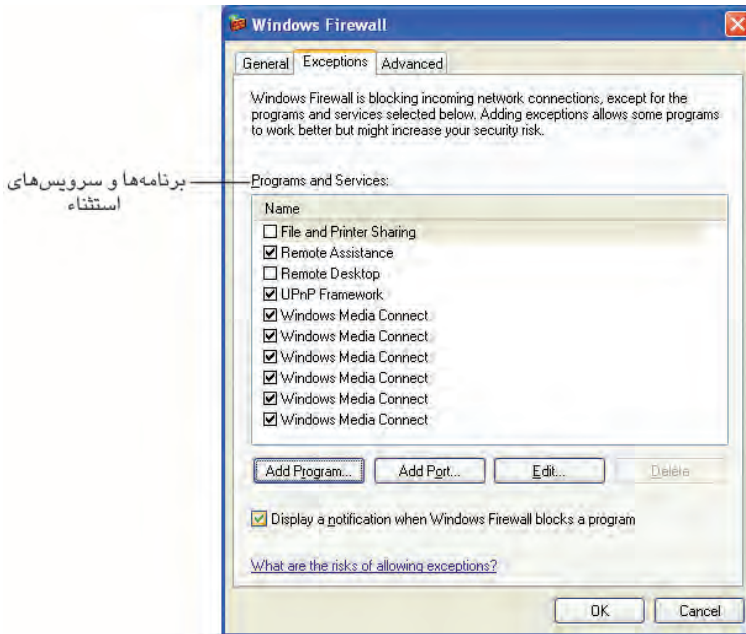 Windows Firewall
General
Exceptions
Advanced
Windows Firewall is blocking incoming network connections, except for the
programs and services selected below. Adding exceptions allows some programs
to work better but might increase your security risk.
برنامه‌ها و سرویس‌های
استثناء
Programs and Services:
Name
File and Printer Sharing
Remote Assistance
Remote Desktop
UPnP Framework
Windows Media Connect
Windows Media Connect
Windows Media Connect
Windows Media Connect
Windows Media Connect
Windows Media Connect
Add Program...
Add Port...
Edit...
Delete
Display a notification when Windows Firewall blocks a program
What are the risks of allowing exceptions?
OK
Cancel